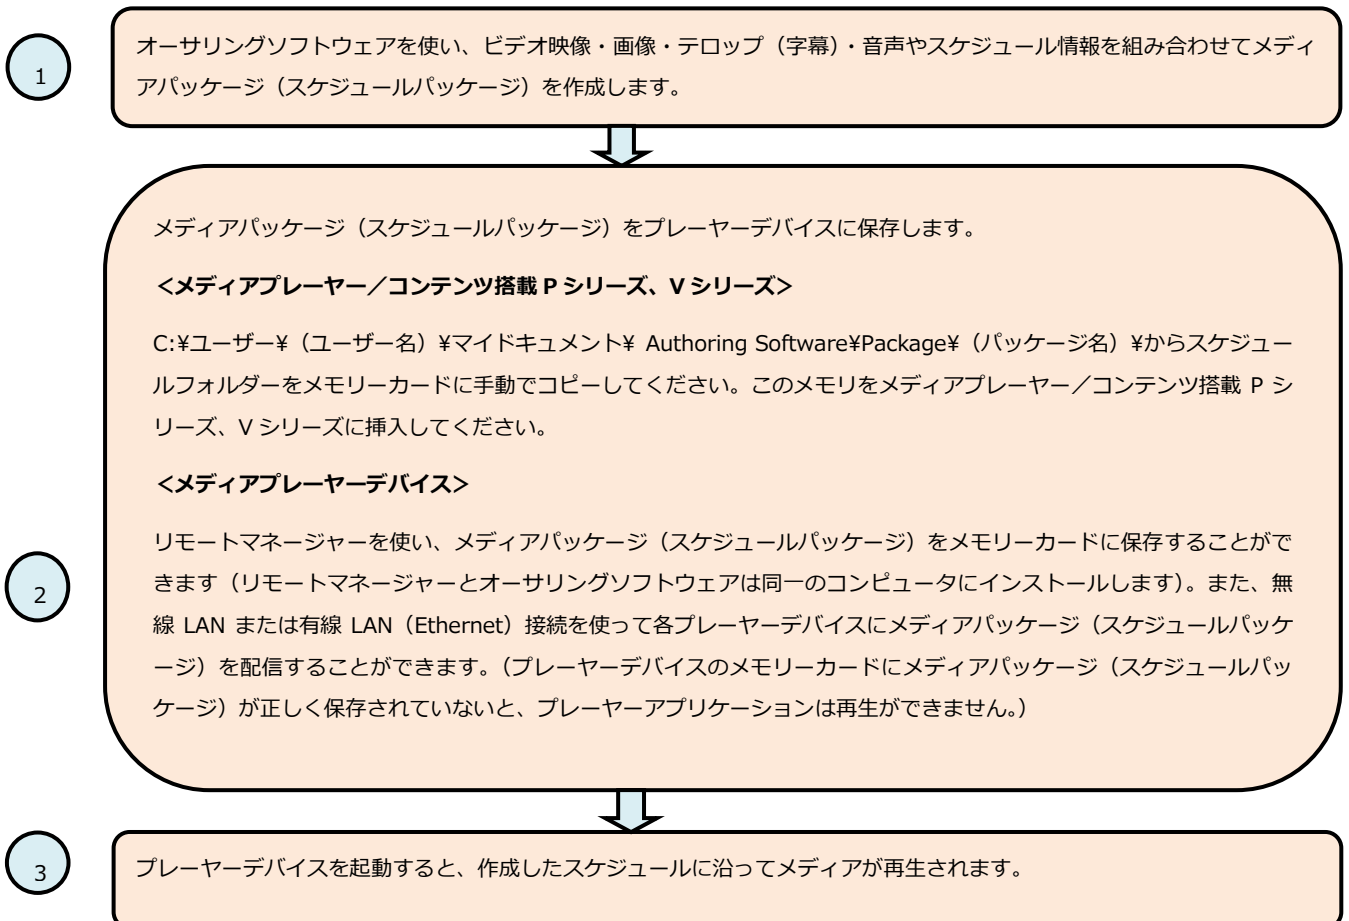 1
オーサリングソフトウェアを使い、ビデオ映像・画像・テロップ（字幕）・音声やスケジュール情報を組み合わせてメディ
アパッケージ（スケジュールパッケージ）を作成します。
メディアパッケージ（スケジュールパッケージ）をプレーヤーデバイスに保存します。
＜メディアプレーヤー／コンテンツ搭載 P シリーズ、V シリーズ＞
C:¥ユーザー¥（ユーザー名）¥マイドキュメント¥ Authoring Software¥Package¥（パッケージ名）¥からスケジュー
ルフォルダーをメモリーカードに手動でコピーしてください。このメモリをメディアプレーヤー／コンテンツ搭載 P シ
リーズ、V シリーズに挿入してください。
＜メディアプレーヤーデバイス＞
2
リモートマネージャーを使い、メディアパッケージ（スケジュールパッケージ）をメモリーカードに保存することがで
きます（リモートマネージャーとオーサリングソフトウェアは同一のコンピュータにインストールします）。また、無
線 LAN または有線 LAN（Ethernet）接続を使って各プレーヤーデバイスにメディアパッケージ（スケジュールパッケ
ージ）を配信することができます。（プレーヤーデバイスのメモリーカードにメディアパッケージ（スケジュールパッ
ケージ）が正しく保存されていないと、プレーヤーアプリケーションは再生ができません。）
3
プレーヤーデバイスを起動すると、作成したスケジュールに沿ってメディアが再生されます。